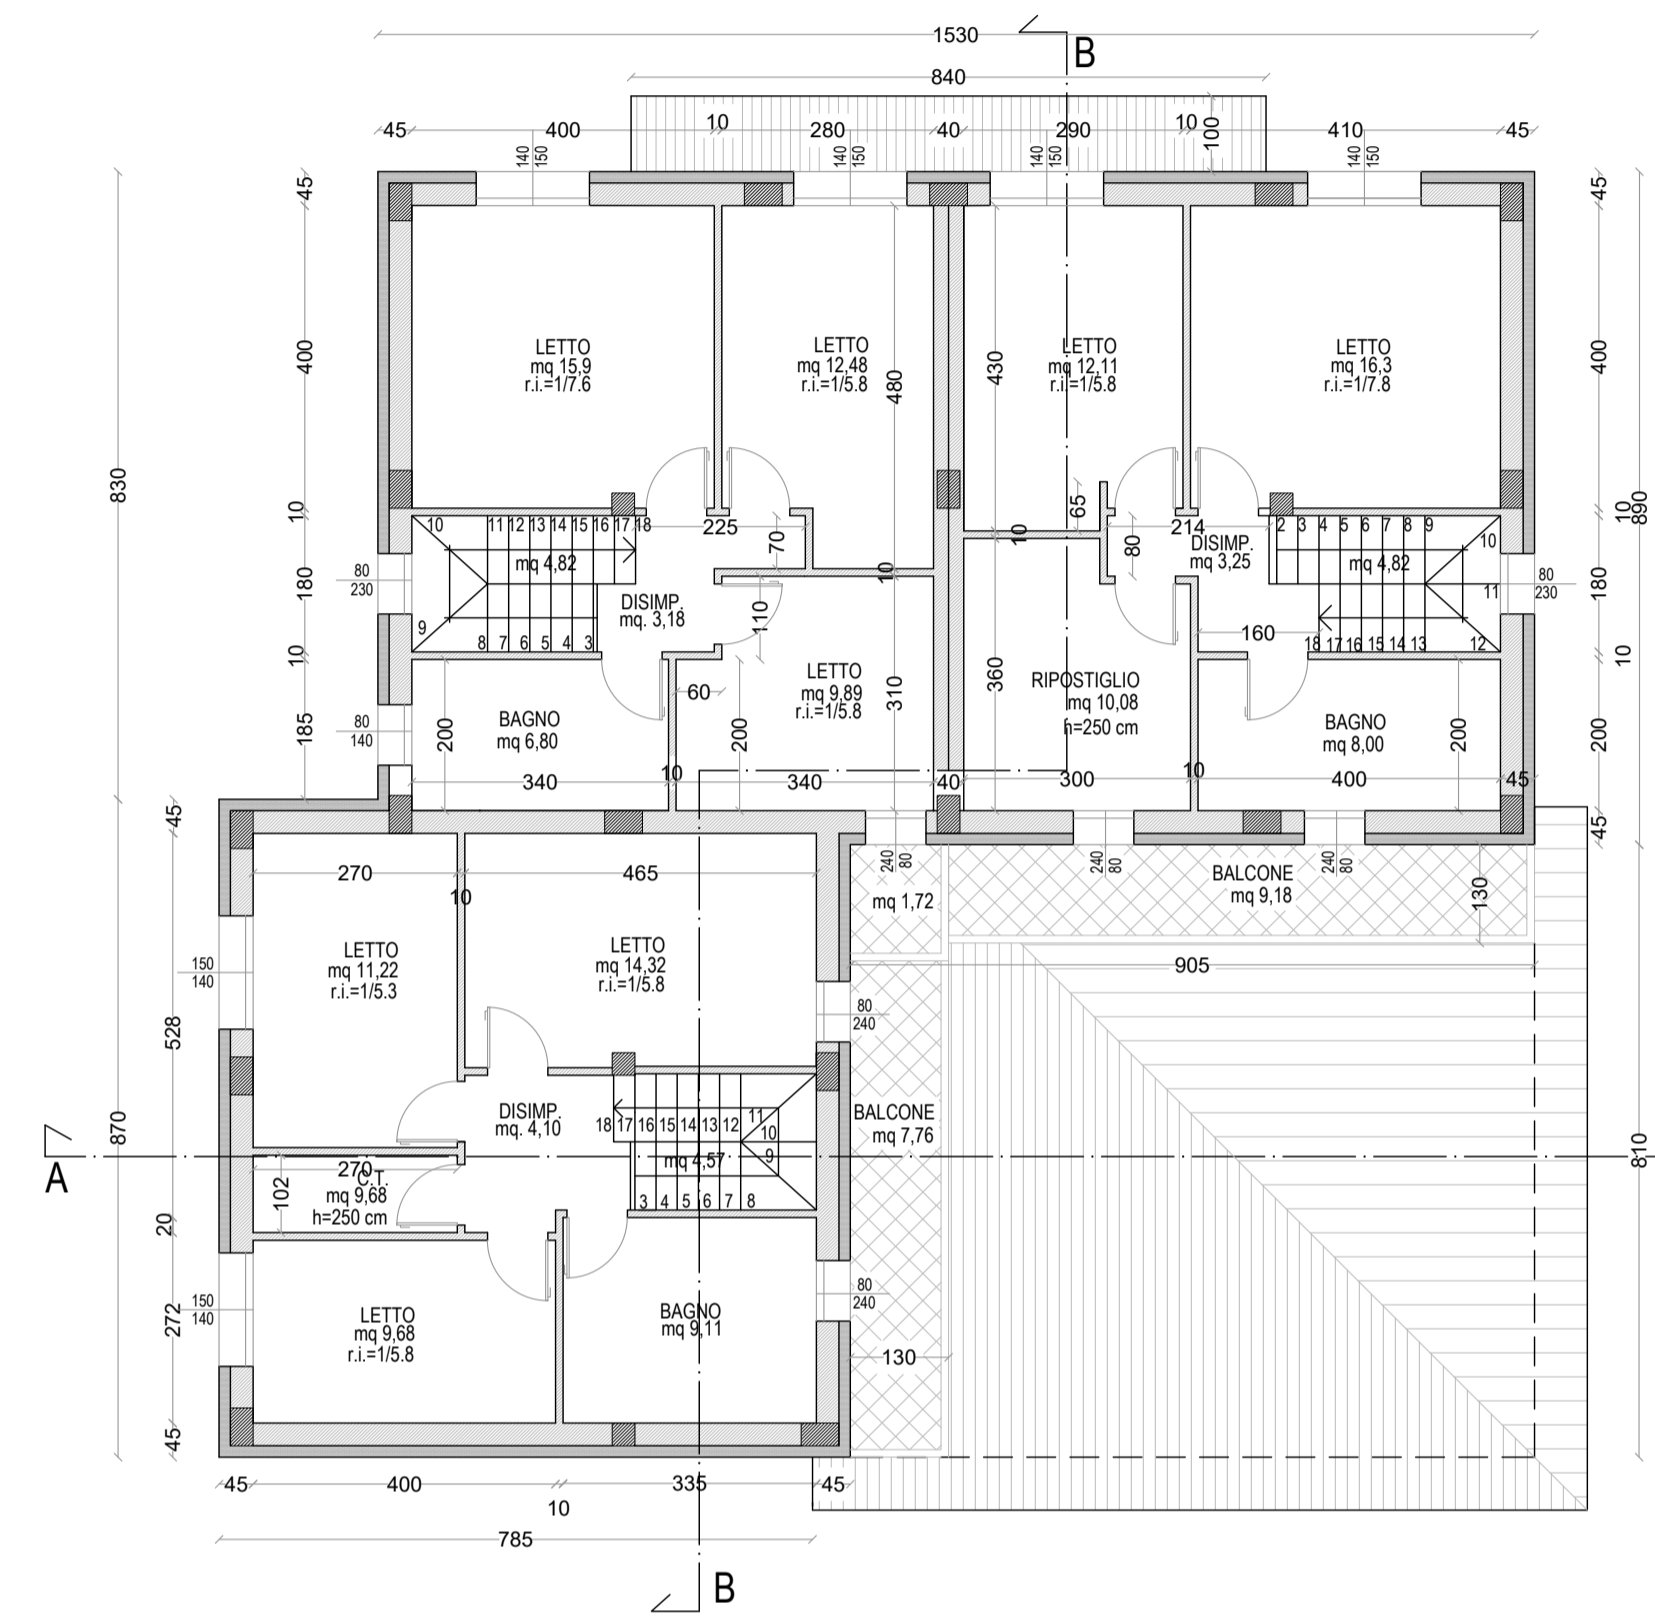 1530
B
840
45
400
10
280
40
290
10
410
45
100
140
150
140
150
140
150
140
150
45
400
10
180
10
185
830
LETTO
mq 15,9
r.i.=1/7.6
LETTO
mq 12,48
r.i.=1/5.8
480
430
LETTO
mq 12,11
r.i.=1/5.8
LETTO
mq 16,3
r.i.=1/7.8
45
400
10
180
10
200
45
890
10
11
12
13
14
15
16
17
18
mq 4,82
9
8
7
6
5
4
3
80
230
225
70
10
110
DISIMP.
mq. 3,18
65
10
80
214
DISIMP.
mq 3,25
2
3
4
5
6
7
8
9
10
mq 4,82
11
12
18
17
16
15
14
13
80
230
160
80
140
BAGNO
mq 6,80
200
340
10
60
200
LETTO
mq 9,89
r.i.=1/5.8
310
340
40
360
RIPOSTIGLIO
mq 10,08
h=250 cm
300
10
BAGNO
mq 8,00
200
400
45
45
270
10
465
240
80
240
80
240
80
mq 1,72
BALCONE
mq 9,18
130
905
LETTO
mq 11,22
r.i.=1/5.3
LETTO
mq 14,32
r.i.=1/5.8
150
140
80
240
528
870
DISIMP.
mq. 4,10
18
17
16
15
14
13
12
11
10
9
mq 4,57
3
4
5
6
7
8
BALCONE
mq 7,76
A
810
270
C.T.
mq 9,68
h=250 cm
102
20
150
140
272
LETTO
mq 9,68
r.i.=1/5.8
BAGNO
mq 9,11
80
240
130
45
45
400
10
335
45
785
B